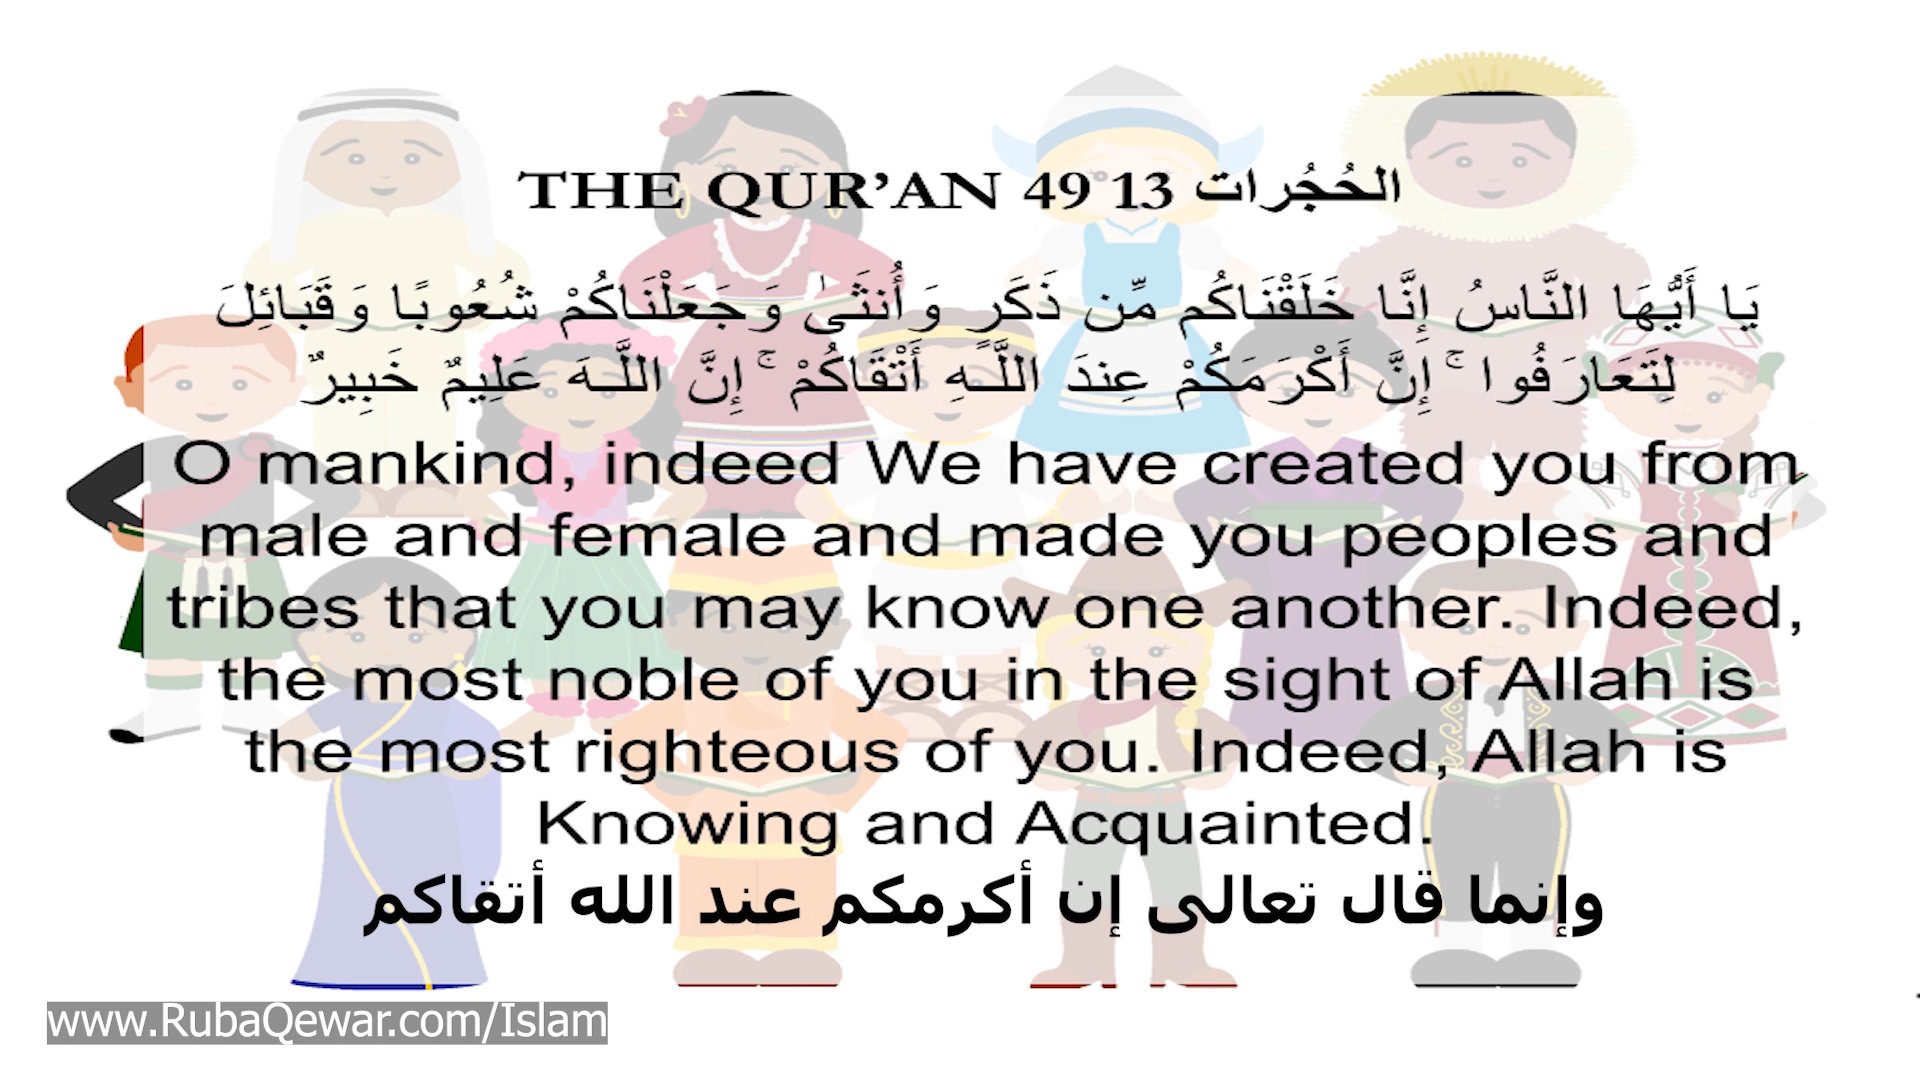 THE QUR’AN 49 13 الحُجُرات
يَا أَيُّهَا النَّاسُ إِنَّا خَلَقْنَاكُم مِّن ذَكَرٍ وَأُنثَىٰ وَجَعَلْنَاكُمْ شُعُوبًا وَقَبَائِلَ
لِتَعَارَفُوا ۚ إِنَّ أَكْرَمَكُمْ عِندَ اللَّـهِ أَتْقَاكُمْ ۚ إِنَّ اللَّـهَ عَلِيمٌ خَبِيرٌ
O mankind, indeed We have created you from
male and female and made you peoples and
tribes that you may know one another. Indeed,
the most noble of you in the sight of Allah is
the most righteous of you. Indeed, Allah is
Knowing and Acquainted.
وإنما قال تعالى إن أكرمكم عند الله أتقاكم
www.RubaQewar.com/Islam